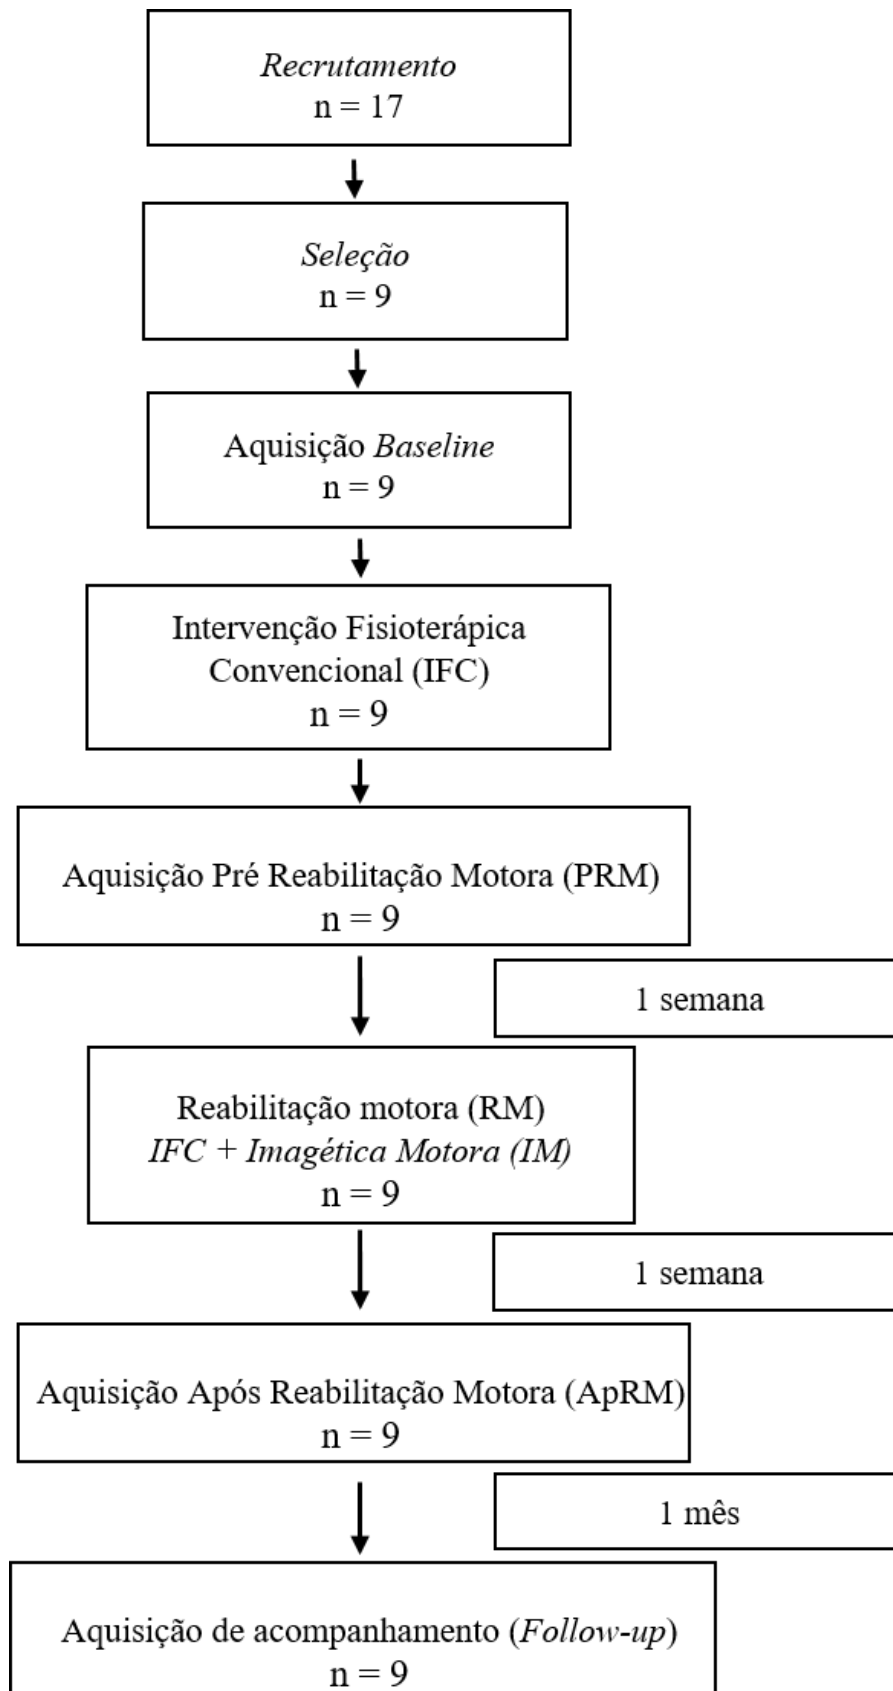 Recrutamento
n = 17
Seleção
n = 9
Aquisição Baseline
n = 9
Intervenção Fisioterápica
Convencional (IFC)
n = 9
Aquisição Pré Reabilitação Motora (PRM)
n = 9
1 semana
Reabilitação motora (RM)
IFC + Imagética Motora (IM)
n = 9
1 semana
Aquisição Após Reabilitação Motora (ApRM)
n = 9
1 mês
Aquisição de acompanhamento (Follow-up)
n = 9